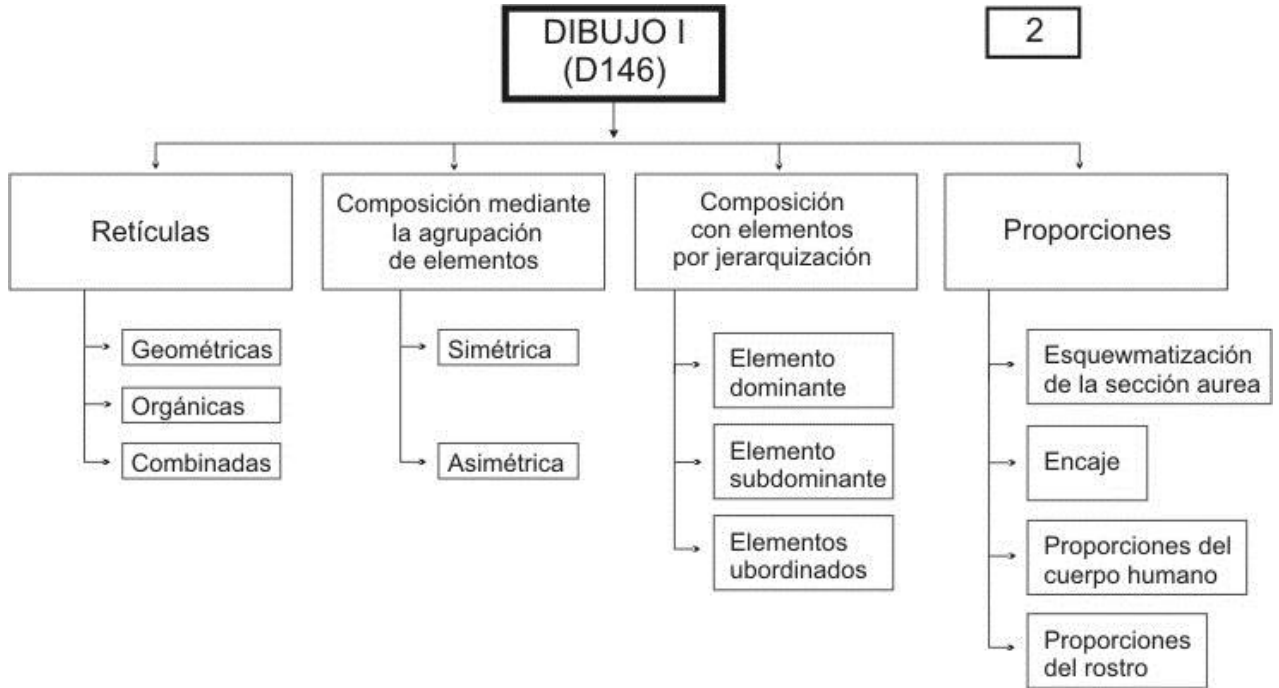 DIBUJO I
(D146)
2
Retículas
Geométricas
Orgánicas
Combinadas
Composición mediante
la agrupación
de elementos
Simétrica
Asimétrica
Composición
con elementos
por jerarquización
Elemento
dominante
Elemento
subdominante
Elementos
ubordinados
Proporciones
Esquewmatización
de la sección aurea
Encaje
Proporciones del
cuerpo humano
Proporciones
del rostro